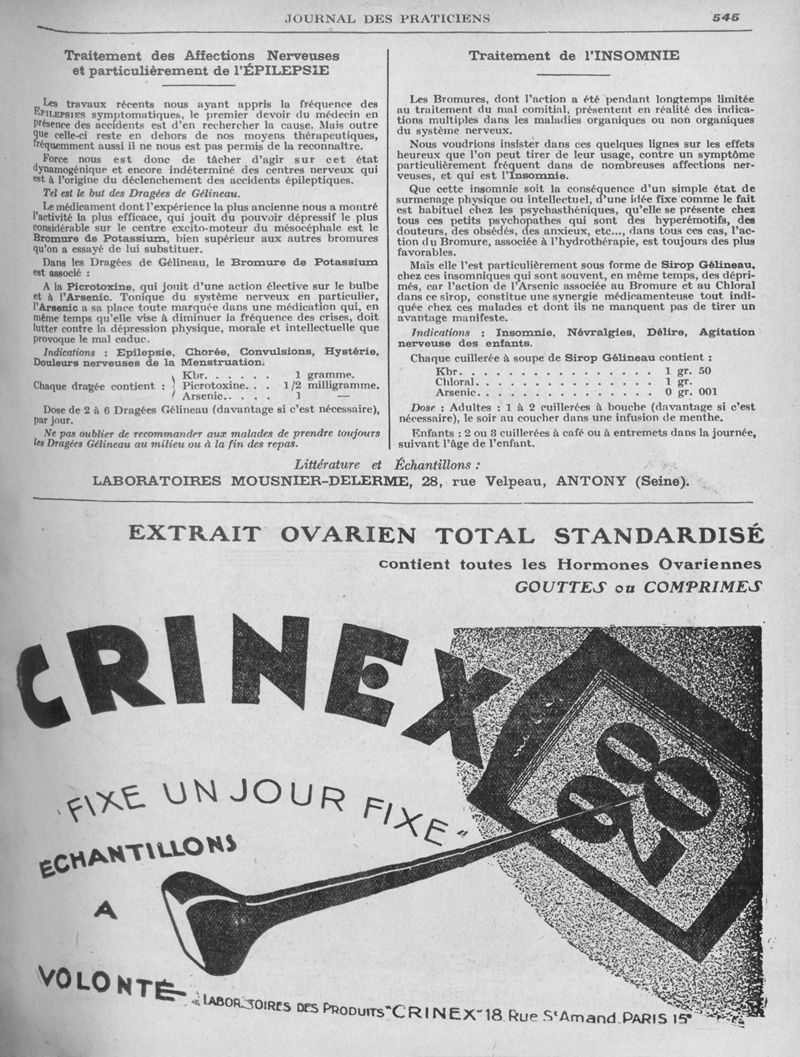 JOURNAL DES PRATICIENS 545
Traitement des Affections Nerveuses
et particulièrement de l'ÉPILEPSIE
Les travaux récents nous ayant appris la fréquence des
EPILEPSIES symptomatiques, le premier devoir du médecin en
présence des accidents est d'en rechercher la cause. Mais outre
que celle-ci reste en dehors de nos moyens thérapeutiques,
fréquemment aussi il ne nous est pas permis de la reconnaître.
Force nous est donc de tâcher d'agir sur cet état
dynamogénique et encore indéterminé des centres nerveux qui
est à l'origine du déclenchement des accidents épileptiques.
Tel est le but des Dragées de Gélineau.
Le médicament dont l'expérience la plus ancienne nous a montré
l'activité la plus efficace, qui jouit du pouvoir dépressif le plus
considérable sur le centre excito-moteur du mésocéphale est le
Bromure de Potassium, bien supérieur aux autres bromures
qu'on a essayé de lui substituer.
Dans les Dragées de Gélineau, le Bromure de Potassium
est associé :
A la Picrotoxine, qui jouit d'une action élective sur le bulbe
et à l'Arsenic. Tonique du système nerveux en particulier,
l'Arsenic a sa place toute marquée dans une médication qui, en
même temps qu'elle vise à diminuer la fréquence des crises, doit
lutter contre la dépression physique, morale et intellectuelle que
provoque le mal caduc.
Indications : Epilepsie, Chorée, Convulsions, Hystérie,
Douleurs nerveuses de la Menstruation.
Kbr. . . . . . 1 gramme.
Chaque dragée contient : Picrotoxine. . . 1/2 milligramme.
Arsenic.. . . . 1 —
Dose de 2 à 6 Dragées Gélineau (davantage si c'est nécessaire),
par jour.
Ne pas oublier de recommander aux malades de prendre toujours
les Dragées Gélineau au milieu ou à la fin des repas.
Traitement de l'INSOMNIE
Les Bromures, dont l'action a été pendant longtemps limitée
au traitement du mal comitial, présentent en réalité des indica-
tions multiples dans les maladies organiques ou non organiques
du système nerveux.
Nous voudrions insister dans ces quelques lignes sur les effets
heureux que l'on peut tirer de leur usage, contre un symptôme
particulièrement fréquent dans de nombreuses affections ner-
veuses, et qui est l'Insomnie.
Que cette insomnie soit la conséquence d'un simple état de
surmenage physique ou intellectuel, d'une idée fixe comme le fait
est habituel chez les psychasthéniques, qu'elle se présente chez
tous ces petits psychopathes qui sont des hyperémotifs, des
douteurs, des obsédés, des anxieux, etc..., dans tous ces cas, l'ac-
tion du Bromure, associée à l'hydrothérapie, est toujours des plus
favorables.
Mais elle l'est particulièrement sous forme de Sirop Gélineau,
chez ces insomniques qui sont souvent, en même temps, des dépri-
més, car l'action de l'Arsenic associée au Bromure et au Chloral
dans ce sirop, constitue une synergie médicamenteuse tout indi-
quée chez ces malades et dont ils ne manquent pas de tirer un
avantage manifeste.
Indications : Insomnie, Névralgies, Délire, Agitation
nerveuse des enfants.
Chaque cuillerée à soupe de Sirop Gélineau contient :
Kbr. . . . . . . . . . . . . . . . 1 gr. 50
Chloral. . . . . . . . . . . . . . . 1 gr.
Arsenic. . . . . . . . . . . . . . . 0 gr. 001
Dose : Adultes : 1 à 2 cuillerées à bouche (davantage si c'est
nécessaire), le soir au coucher dans une infusion de menthe.
Enfants : 2 ou 3 cuillerées à café ou à entremets dans la journée,
suivant l'âge de l'enfant.
Littérature et Échantillons :
LABORATOIRES MOUSNIER-DELERME, 28, rue Velpeau, ANTONY (Seine).
EXTRAIT OVARIEN TOTAL STANDARDISÉ
contient toutes les Hormones Ovariennes
GOUTTES ou COMPRIMES
CRINEX
"FIXE UN JOUR FIXE"
28
ECHANTILLONS
A
VOLONTÉ
LABORATOIRES DES PRODUITS "CRINEX" 18 Rue St Amand. PARIS 15e